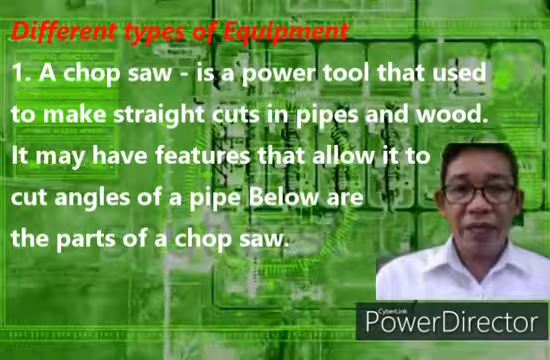 Different types of Equipment
1. A chop saw - is a power tool that used
to make straight cuts in pipes and wood.
It may have features that allow it to
cut angles of a pipe Below are
the parts of a chop saw.
CyberLink
PowerDirector